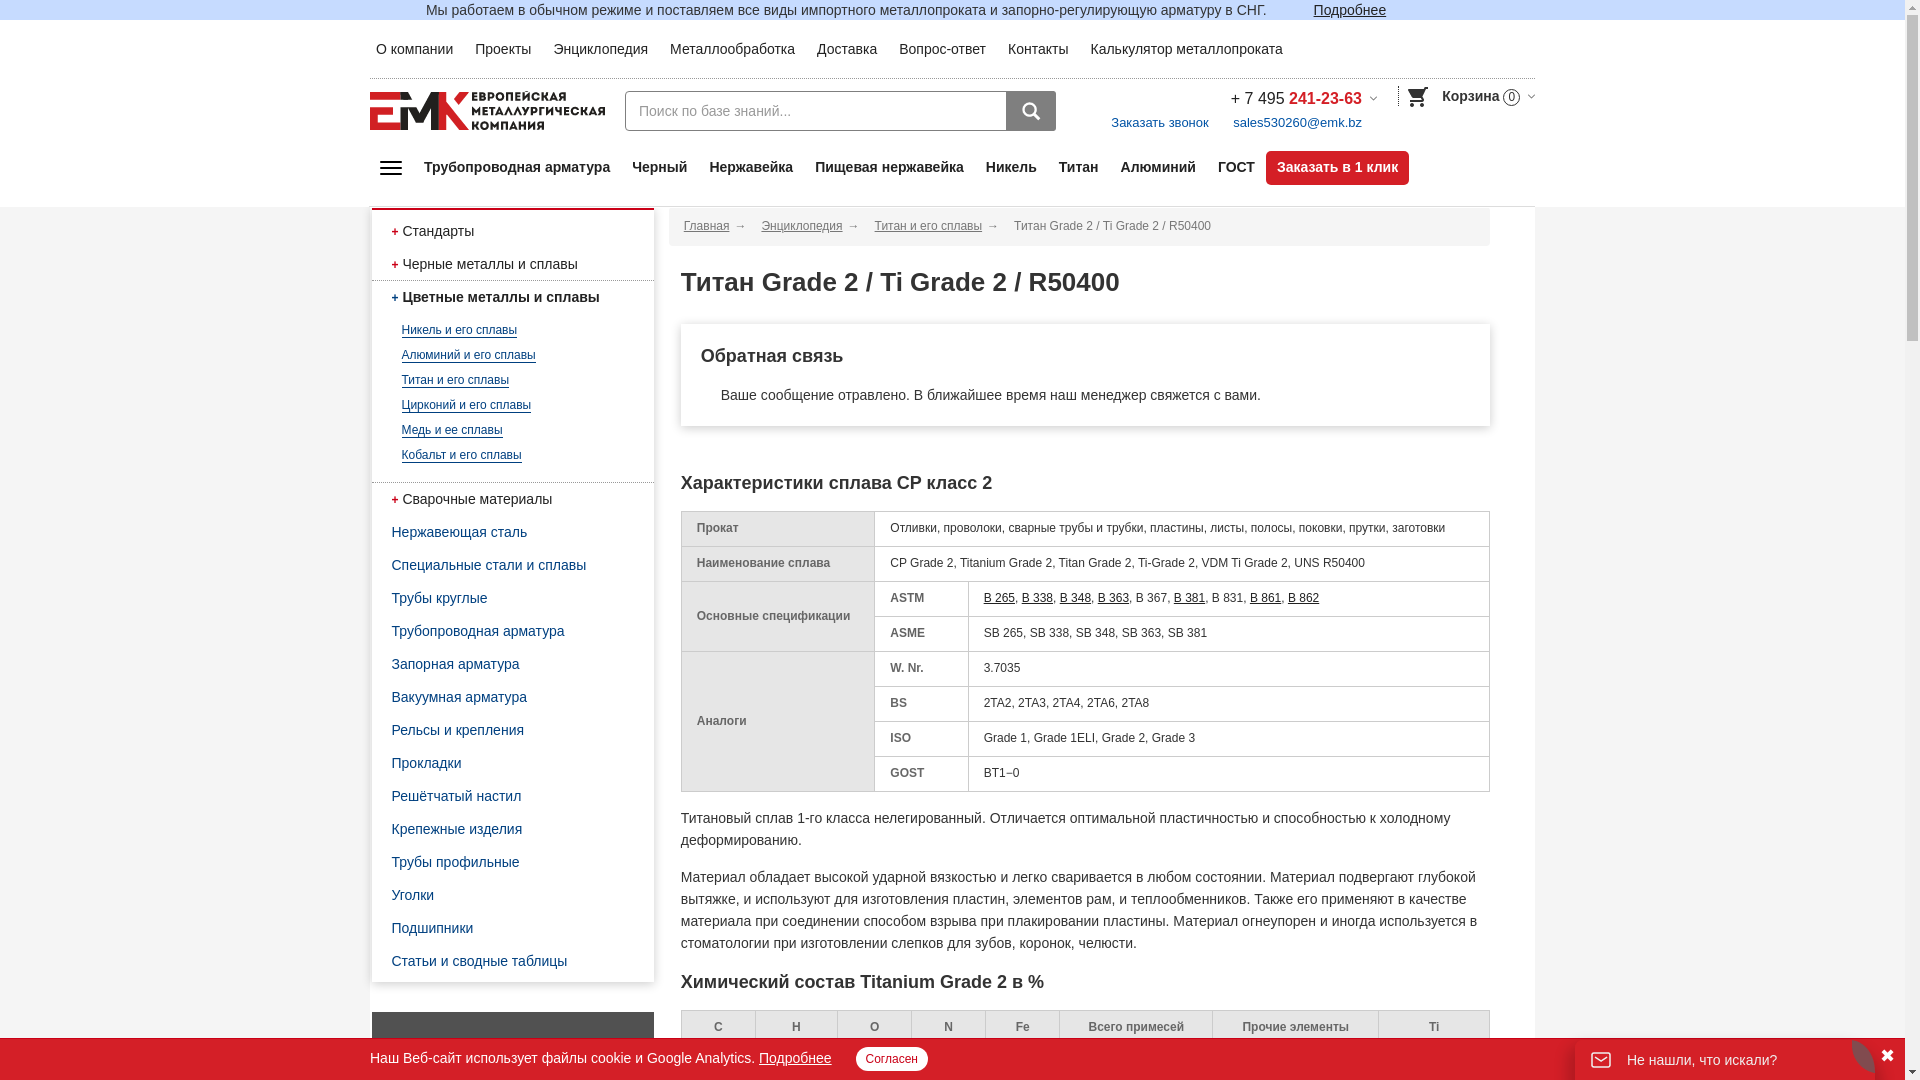 Мы работаем в обычном режиме и поставляем все виды импортного металлопроката и запорно-регулирующую арматуру в СНГ. Подробнее
О компании Проекты Энциклопедия Металлообработка Доставка Вопрос-ответ Контакты Калькулятор металлопроката
ЕМК ЕВРОПЕЙСКАЯ
МЕТАЛЛУРГИЧЕСКАЯ
КОМПАНИЯ
Поиск по базе знаний...
+ 7 495 241-23-63
Корзина 0
Заказать звонок sales530260@emk.bz
Трубопроводная арматура Черный Нержавейка Пищевая нержавейка Никель Титан Алюминий ГОСТ Заказать в 1 клик
+ Стандарты
+ Черные металлы и сплавы
+ Цветные металлы и сплавы
Никель и его сплавы
Алюминий и его сплавы
Титан и его сплавы
Цирконий и его сплавы
Медь и ее сплавы
Кобальт и его сплавы
+ Сварочные материалы
Нержавеющая сталь
Специальные стали и сплавы
Трубы круглые
Трубопроводная арматура
Запорная арматура
Вакуумная арматура
Рельсы и крепления
Прокладки
Решётчатый настил
Крепежные изделия
Трубы профильные
Уголки
Подшипники
Статьи и сводные таблицы
Главная → Энциклопедия → Титан и его сплавы → Титан Grade 2 / Ti Grade 2 / R50400
Титан Grade 2 / Ti Grade 2 / R50400
Обратная связь
Ваше сообщение отравлено. В ближайшее время наш менеджер свяжется с вами.
Характеристики сплава CP класс 2
Прокат Отливки, проволоки, сварные трубы и трубки, пластины, листы, полосы, поковки, прутки, заготовки
Наименование сплава CP Grade 2, Titanium Grade 2, Titan Grade 2, Ti-Grade 2, VDM Ti Grade 2, UNS R50400
Основные спецификации
ASTM B 265, B 338, B 348, B 363, B 367, B 381, B 831, B 861, B 862
ASME SB 265, SB 338, SB 348, SB 363, SB 381
Аналоги
W. Nr. 3.7035
BS 2TA2, 2TA3, 2TA4, 2TA6, 2TA8
ISO Grade 1, Grade 1ELI, Grade 2, Grade 3
GOST ВТ1−0
Титановый сплав 1-го класса нелегированный. Отличается оптимальной пластичностью и способностью к холодному
деформированию.
Материал обладает высокой ударной вязкостью и легко сваривается в любом состоянии. Материал подвергают глубокой
вытяжке, и используют для изготовления пластин, элементов рам, и теплообменников. Также его применяют в качестве
материала при соединении способом взрыва при плакировании пластины. Материал огнеупорен и иногда используется в
стоматологии при изготовлении слепков для зубов, коронок, челюсти.
Химический состав Titanium Grade 2 в %
C H O N Fe Всего примесей Прочие элементы Ti
Наш Веб-сайт использует файлы cookie и Google Analytics. Подробнее Согласен
Не нашли, что искали?